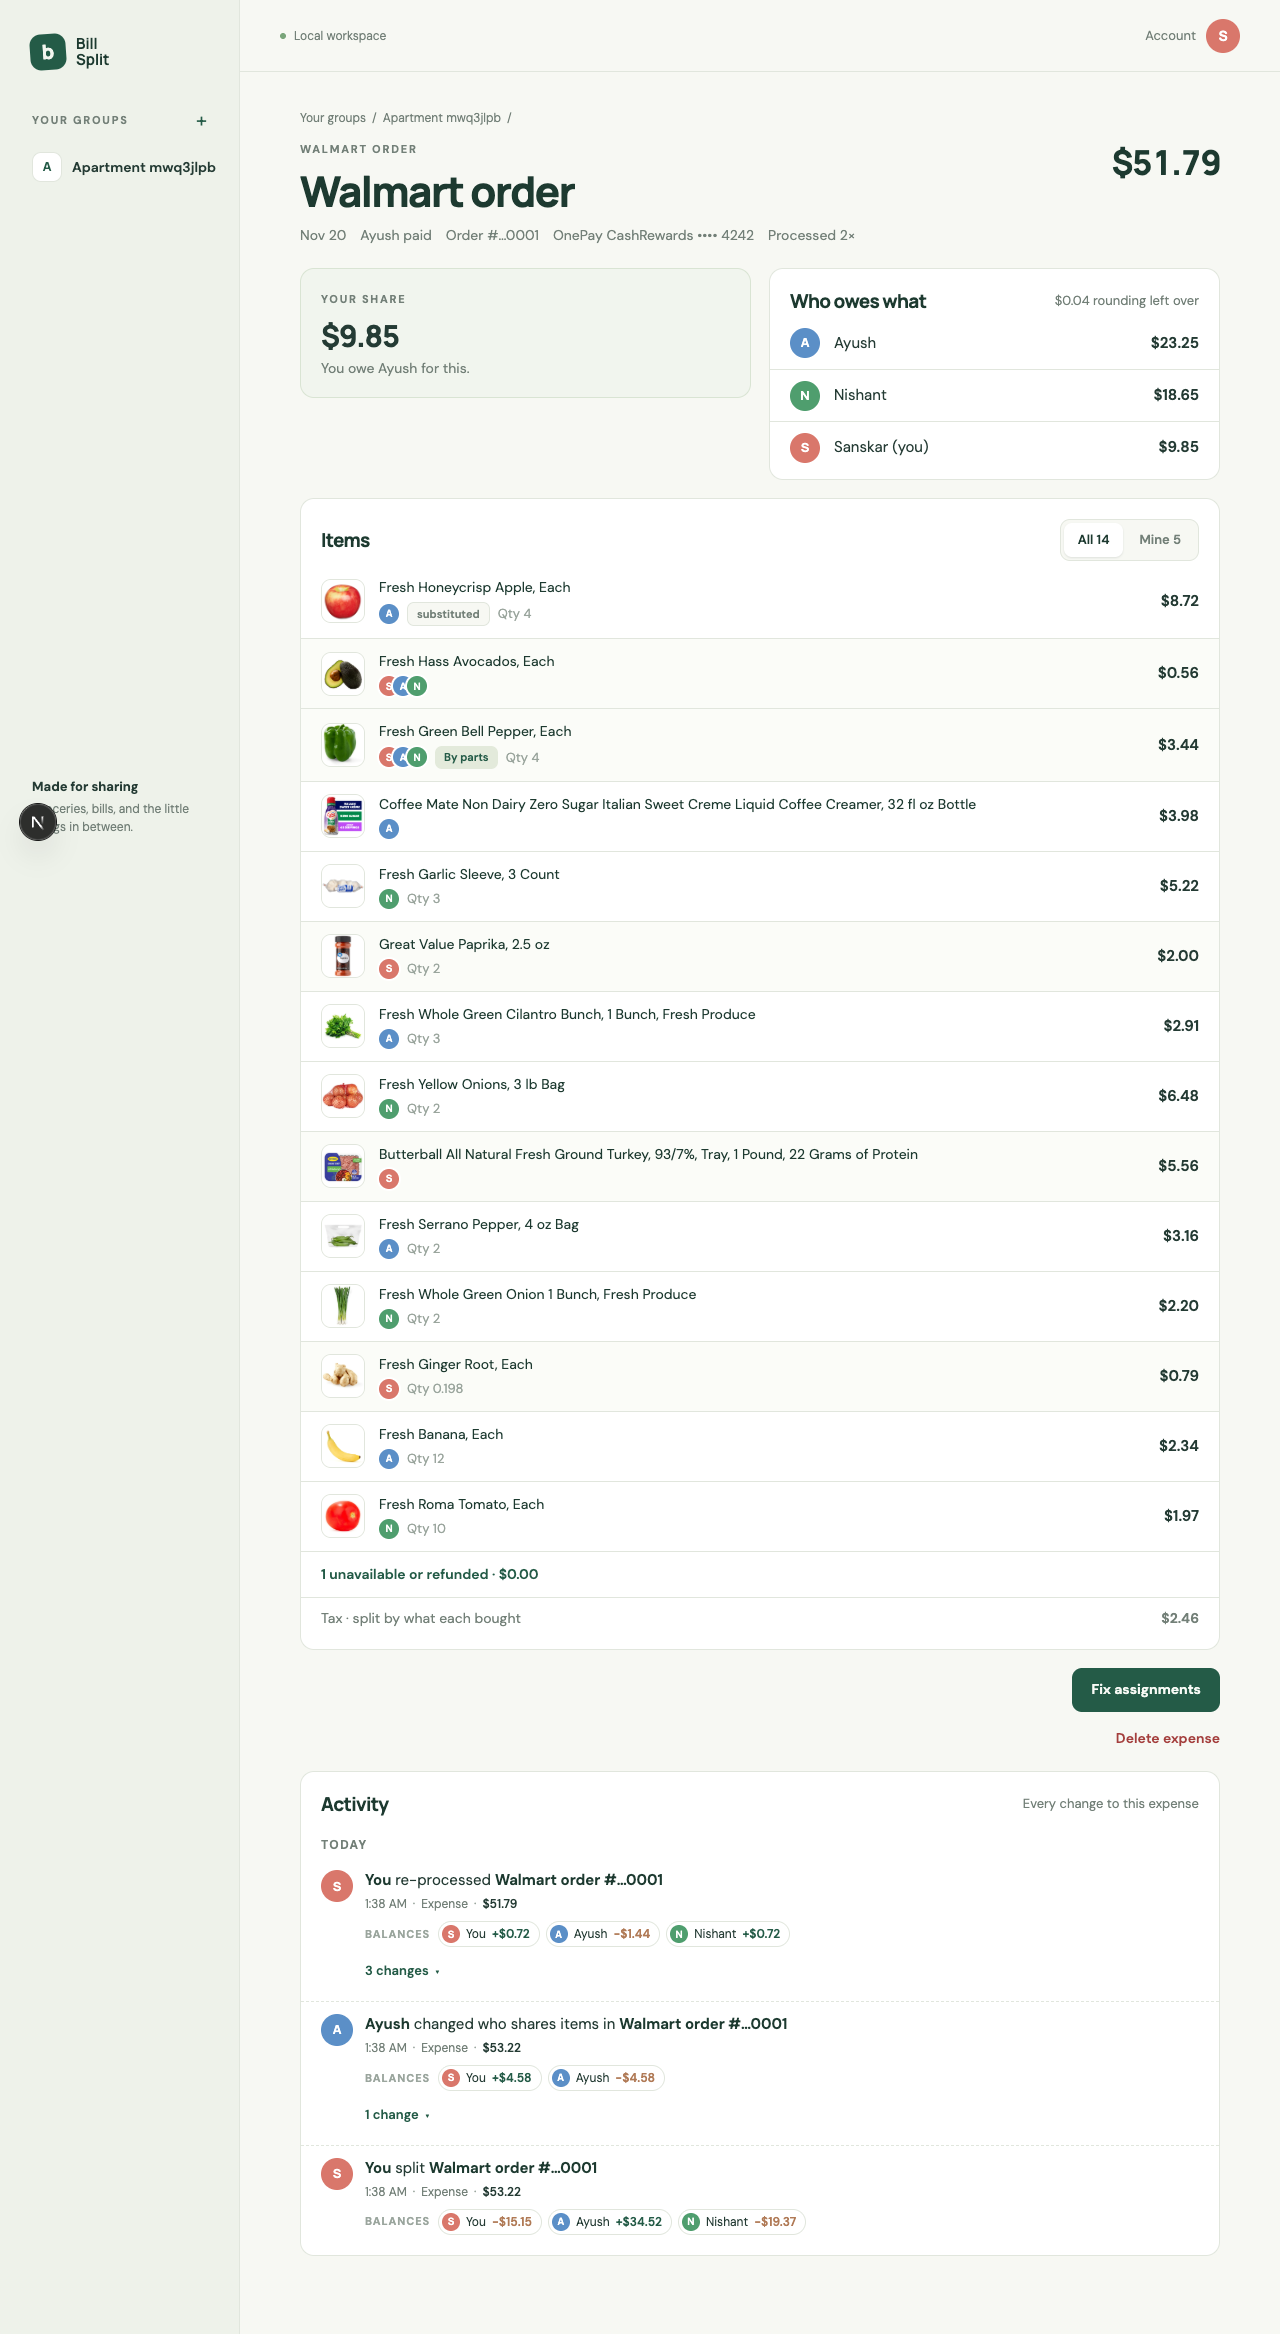 b
Bill
Split
YOUR GROUPS +
A Apartment mwq3jlpb
Made for sharing
ceries, bills, and the little
gs in between.
N
Local workspace
Account S
Your groups / Apartment mwq3jlpb /
WALMART ORDER
Walmart order
$51.79
Nov 20 Ayush paid Order #…0001 OnePay CashRewards •••• 4242 Processed 2×
YOUR SHARE
$9.85
You owe Ayush for this.
Who owes what $0.04 rounding left over
A Ayush $23.25
N Nishant $18.65
S Sanskar (you) $9.85
Items All 14 Mine 5
Fresh Honeycrisp Apple, Each
A substituted Qty 4
$8.72
Fresh Hass Avocados, Each
S A N
$0.56
Fresh Green Bell Pepper, Each
S A N By parts Qty 4
$3.44
Coffee Mate Non Dairy Zero Sugar Italian Sweet Creme Liquid Coffee Creamer, 32 fl oz Bottle
A
$3.98
Fresh Garlic Sleeve, 3 Count
N Qty 3
$5.22
Great Value Paprika, 2.5 oz
S Qty 2
$2.00
Fresh Whole Green Cilantro Bunch, 1 Bunch, Fresh Produce
A Qty 3
$2.91
Fresh Yellow Onions, 3 lb Bag
N Qty 2
$6.48
Butterball All Natural Fresh Ground Turkey, 93/7%, Tray, 1 Pound, 22 Grams of Protein
S
$5.56
Fresh Serrano Pepper, 4 oz Bag
A Qty 2
$3.16
Fresh Whole Green Onion 1 Bunch, Fresh Produce
N Qty 2
$2.20
Fresh Ginger Root, Each
S Qty 0.198
$0.79
Fresh Banana, Each
A Qty 12
$2.34
Fresh Roma Tomato, Each
N Qty 10
$1.97
1 unavailable or refunded · $0.00
Tax · split by what each bought $2.46
Fix assignments
Delete expense
Activity Every change to this expense
TODAY
S You re-processed Walmart order #…0001
1:38 AM · Expense · $51.79
BALANCES S You +$0.72 A Ayush −$1.44 N Nishant +$0.72
3 changes
A Ayush changed who shares items in Walmart order #…0001
1:38 AM · Expense · $53.22
BALANCES S You +$4.58 A Ayush −$4.58
1 change
S You split Walmart order #…0001
1:38 AM · Expense · $53.22
BALANCES S You −$15.15 A Ayush +$34.52 N Nishant −$19.37